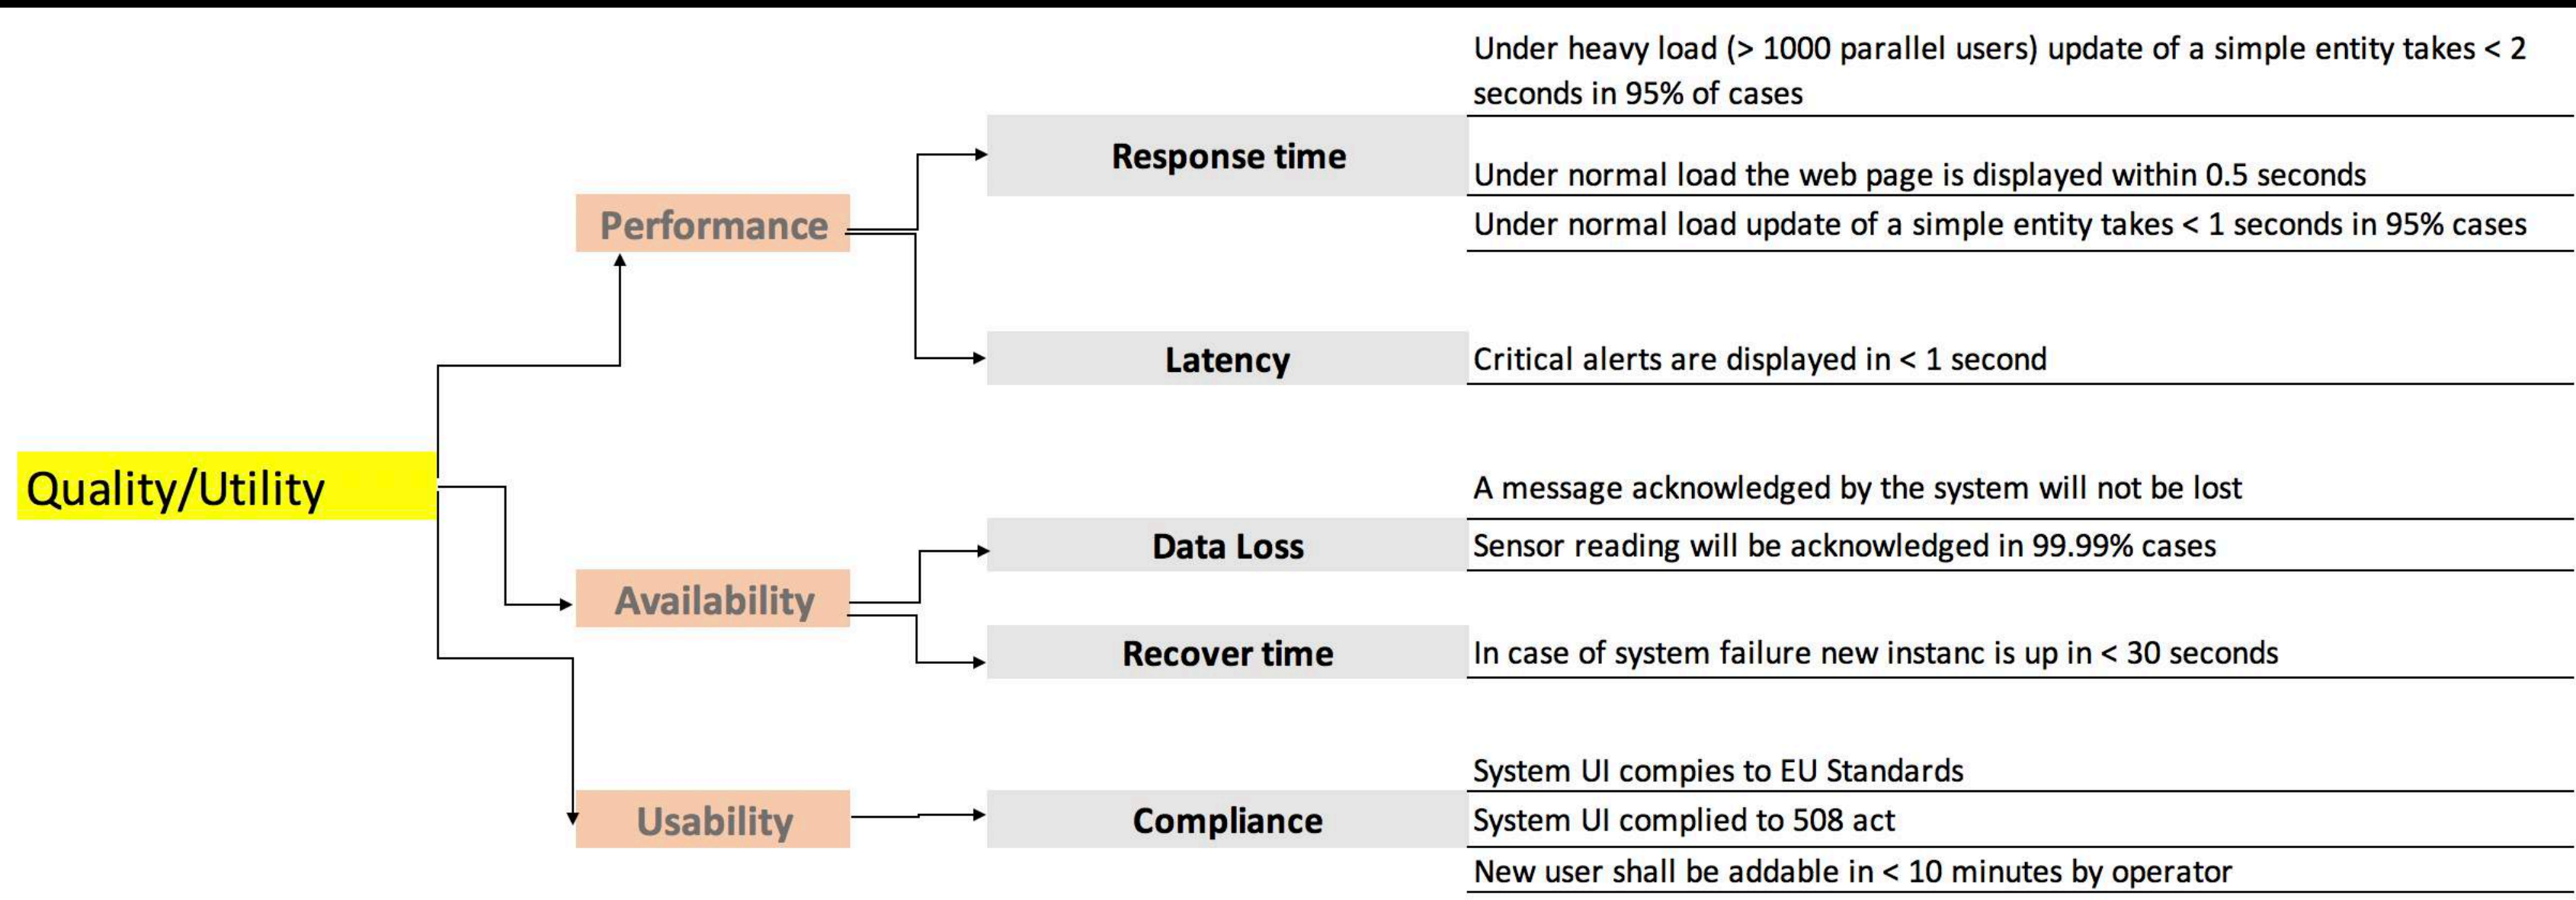 Under heavy load (> 1000 parallel users) update of a simple entity takes < 2
seconds in 95% of cases
Response time
Under normal load the web page is displayed within 0.5 seconds
Performance
Under normal load update of a simple entity takes < 1 seconds in 95% cases
Latency
Critical alerts are displayed in < 1 second
Quality/Utility
A message acknowledged by the system will not be lost
Data Loss
Sensor reading will be acknowledged in 99.99% cases
Availability
Recover time
In case of system failure new instanc is up in < 30 seconds
System UI compies to EU Standards
Usability
Compliance
System UI complied to 508 act
New user shall be addable in < 10 minutes by operator